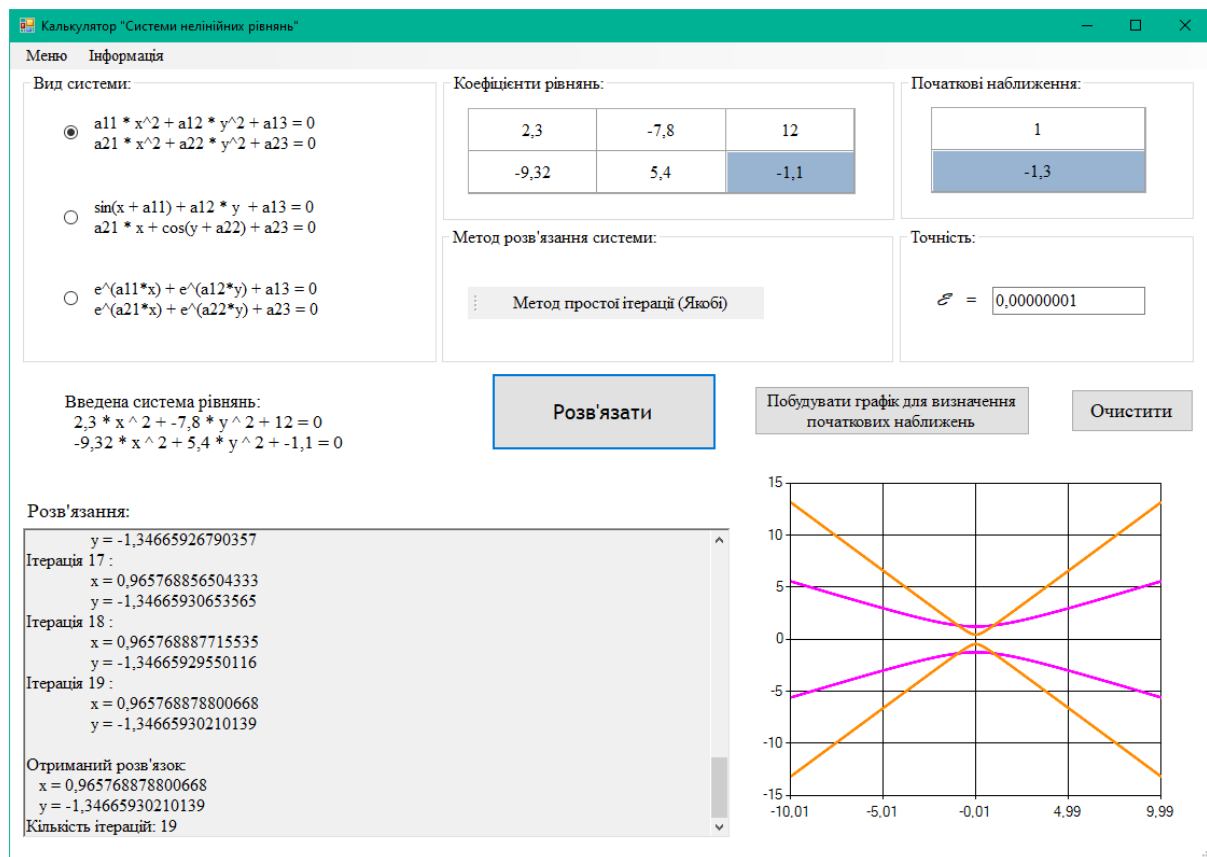 Калькулятор "Системи нелінійних рівнянь"
Меню Інформація
Вид системи:
a11 * x^2 + a12 * y^2 + a13 = 0
a21 * x^2 + a22 * y^2 + a23 = 0
sin(x + a11) + a12 * y + a13 = 0
a21 * x + cos(y + a22) + a23 = 0
e^(a11*x) + e^(a12*y) + a13 = 0
e^(a21*x) + e^(a22*y) + a23 = 0
Коефіцієнти рівнянь:
2,3 -7,8 12
-9,32 5,4 -1,1
Початкові наближення:
1
-1,3
Метод розв'язання системи:
Метод простої ітерації (Якобі)
Точність:
ℰ = 0,00000001
Введена система рівнянь:
2,3 * x ^ 2 + -7,8 * y ^ 2 + 12 = 0
-9,32 * x ^ 2 + 5,4 * y ^ 2 + -1,1 = 0
Розв'язати
Побудувати графік для визначення
початкових наближень
Очистити
Розв'язання:
y = -1,34665926790357
Ітерація 17 :
x = 0,965768856504333
y = -1,34665930653565
Ітерація 18 :
x = 0,965768887715535
y = -1,34665929550116
Ітерація 19 :
x = 0,965768878800668
y = -1,34665930210139
Отриманий розв'язок:
x = 0,965768878800668
y = -1,34665930210139
Кількість ітерацій: 19
15
10
5
0
-5
-10
-15
-10,01 -5,01 -0,01 4,99 9,99